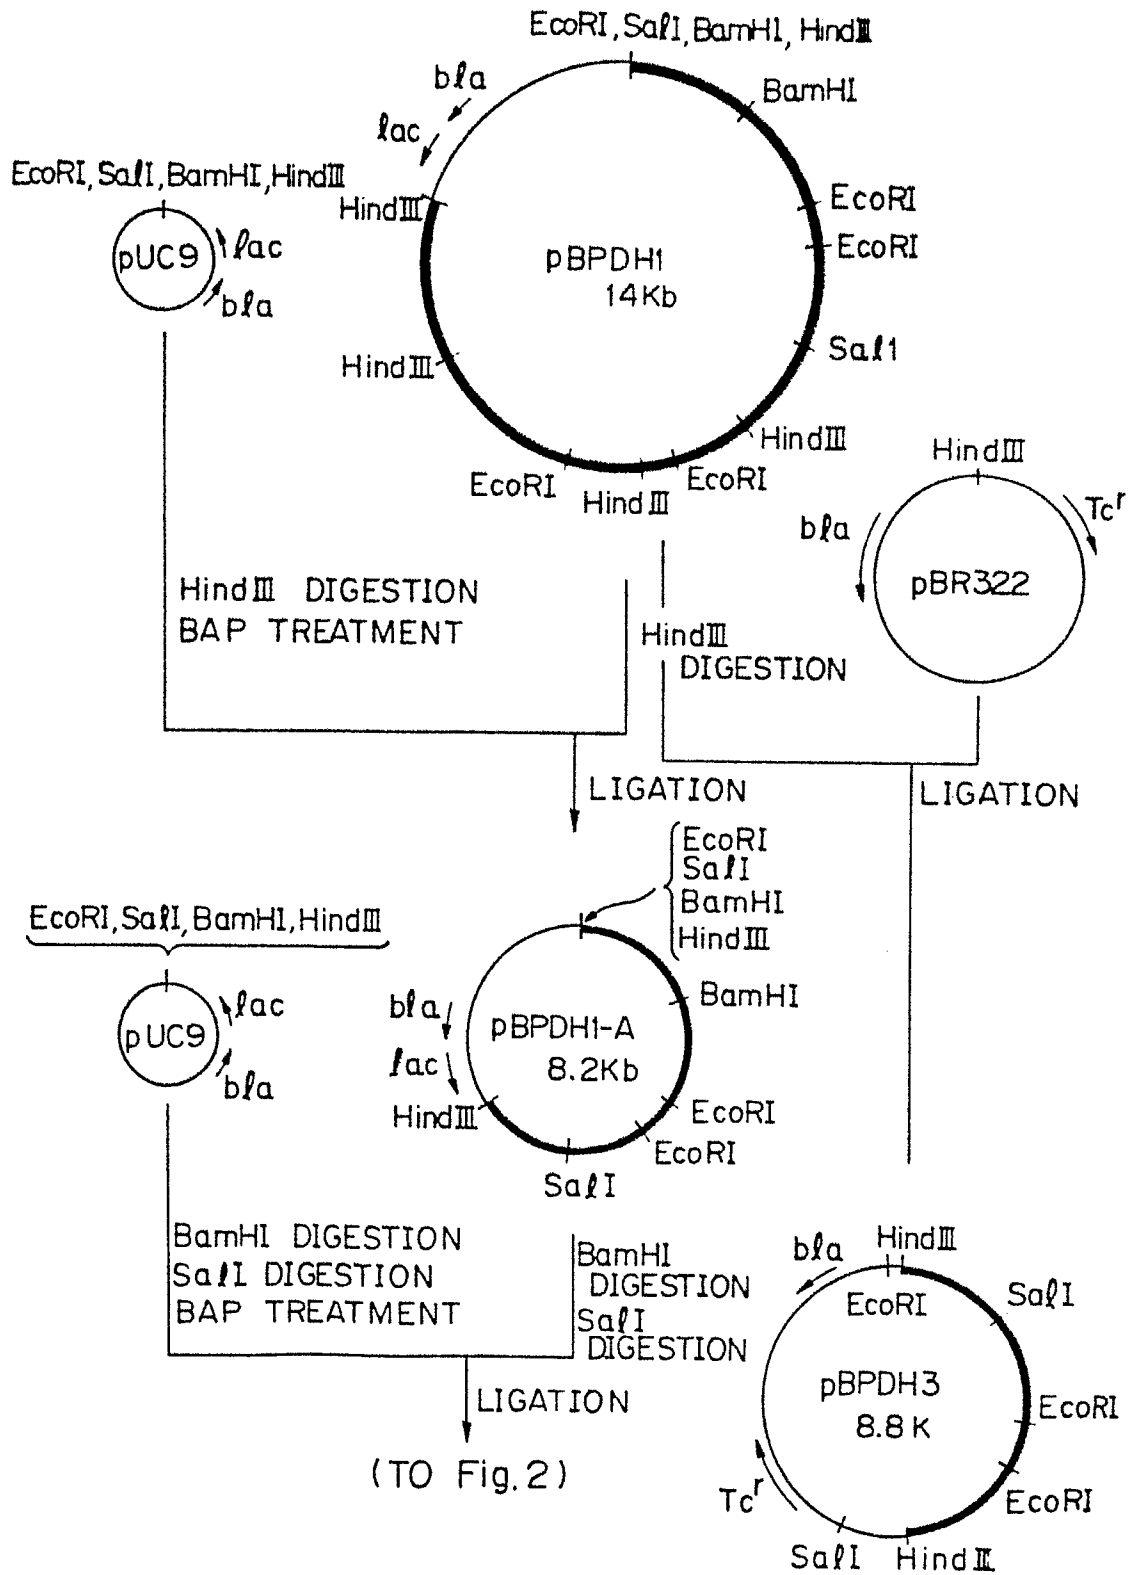 EcoRI, SalI, BamH1, HindIII
bla
BamHI
lac
EcoRI, SalI, BamHI, HindIII
HindIII
EcoRI
pUC9
lac
bla
pBPDH1
14Kb
EcoRI
HindIII
Sal1
HindIII
EcoRI
HindIII
EcoRI
HindIII
bla
Tcr
pBR322
HindIII DIGESTION
BAP TREATMENT
HindIII
DIGESTION
LIGATION
LIGATION
EcoRI
SalI
BamHI
HindIII
EcoRI, SalI, BamHI, HindIII
pUC9
lac
bla
bla
lac
pBPDH1-A
8.2Kb
BamHI
HindIII
EcoRI
EcoRI
SalI
BamHI DIGESTION
SalI DIGESTION
BAP TREATMENT
BamHI
DIGESTION
SalI
DIGESTION
LIGATION
(TO Fig. 2)
bla
HindIII
EcoRI
SalI
pBPDH3
8.8K
EcoRI
EcoRI
Tcr
SalI
HindIII